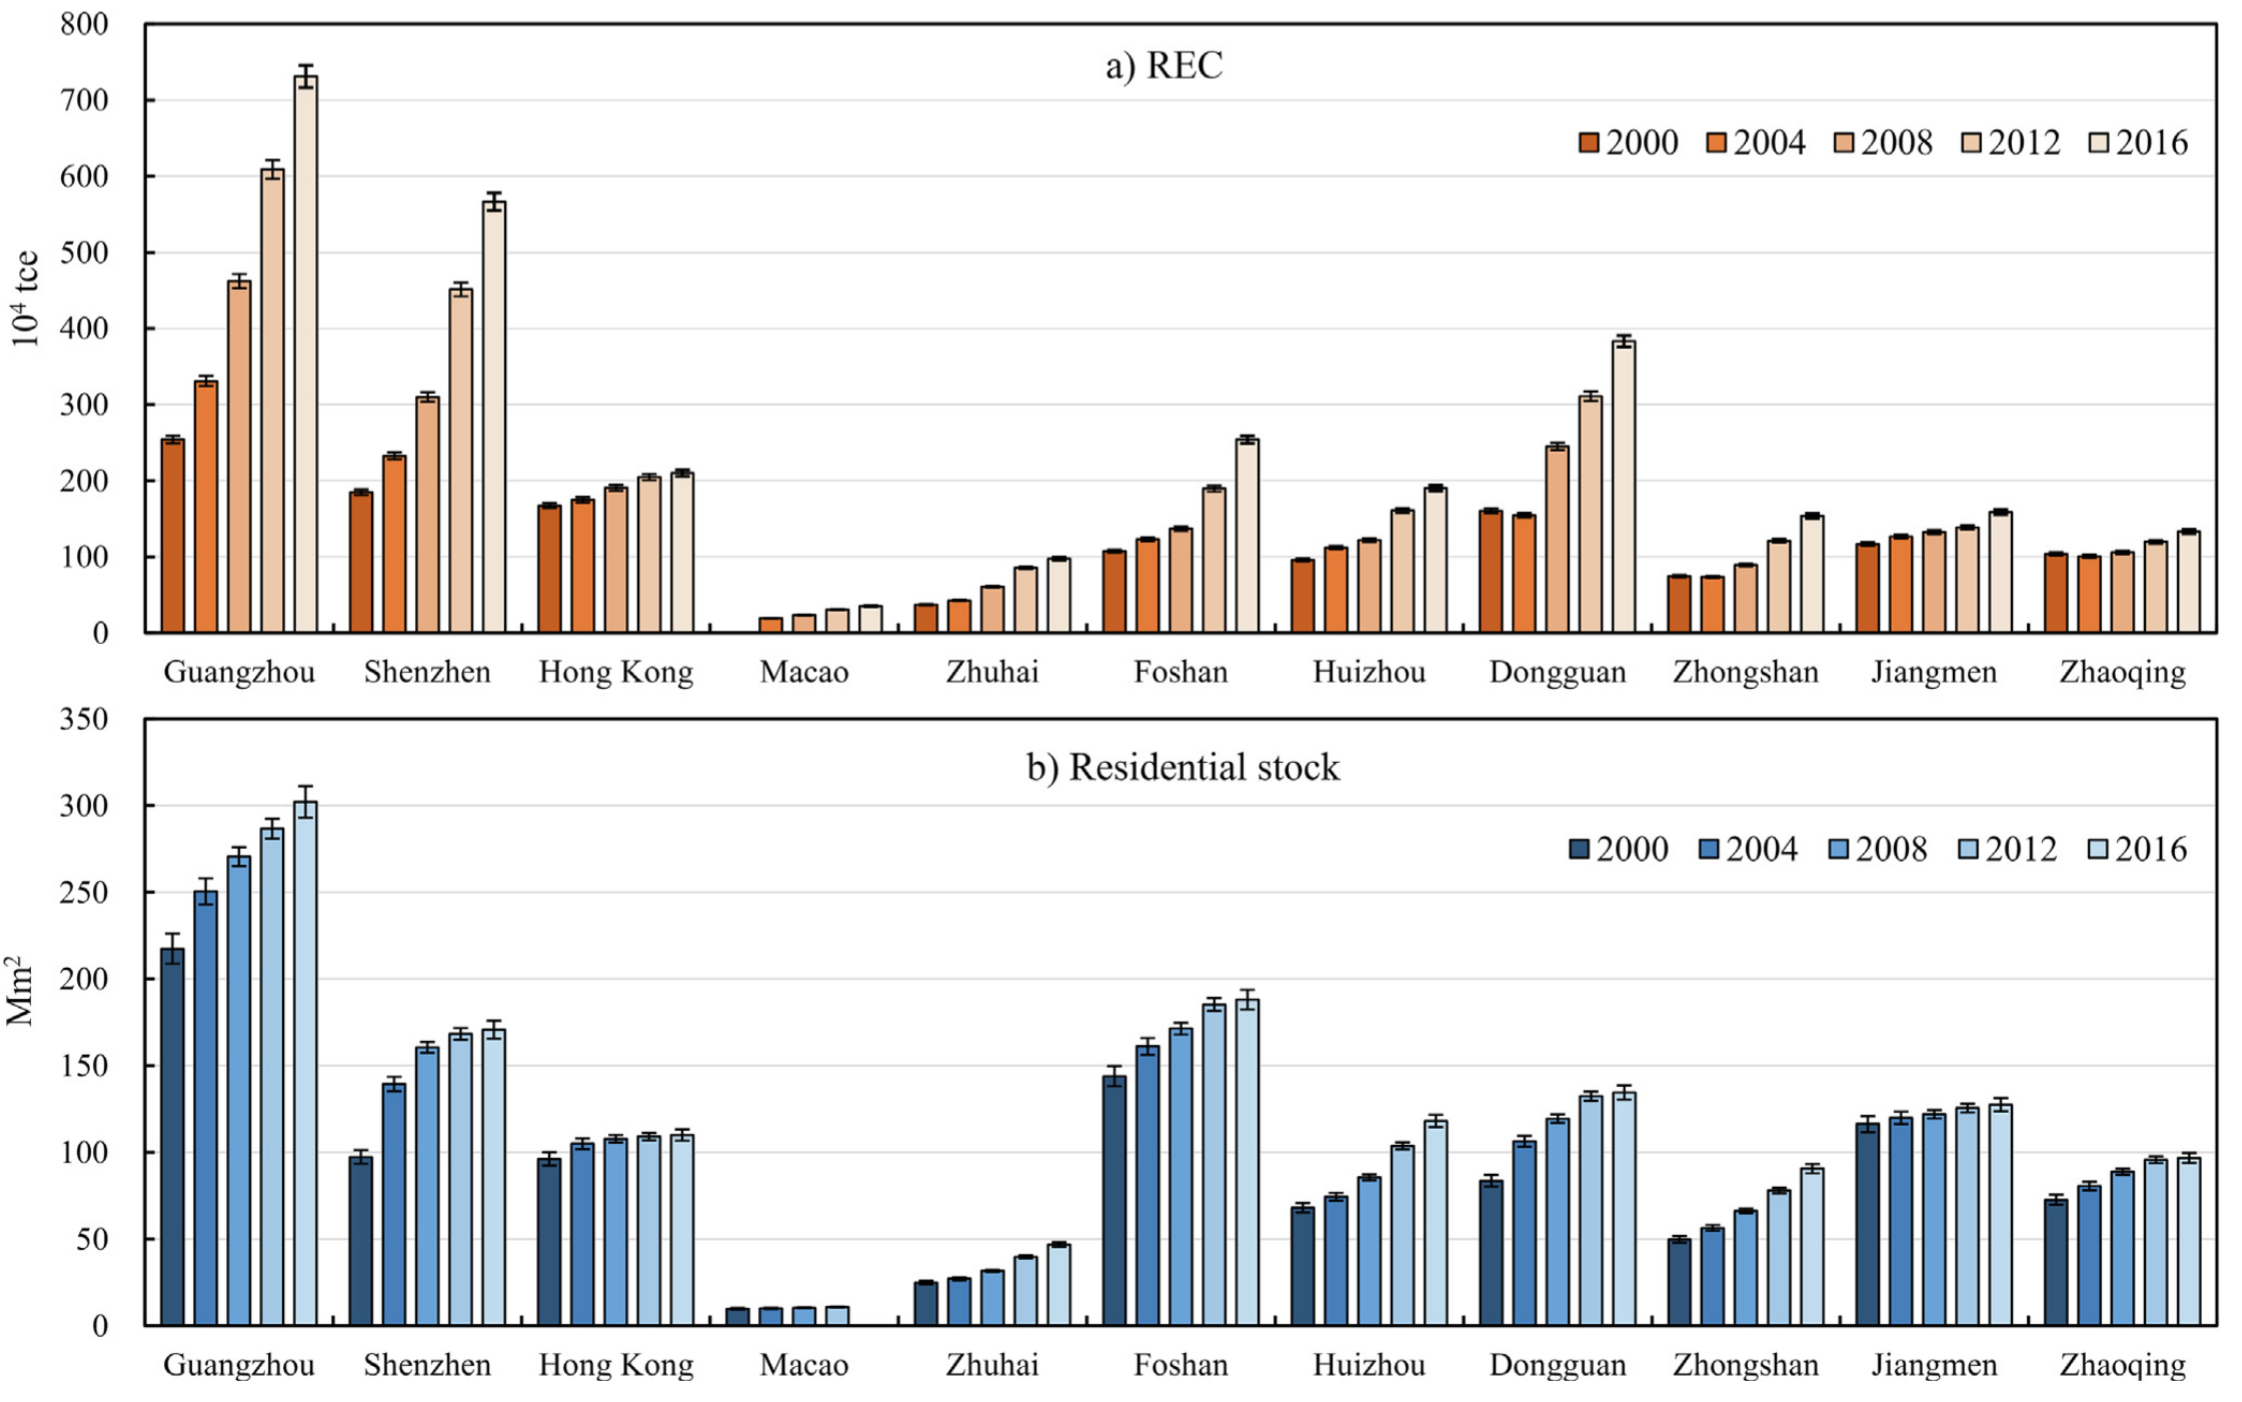 a) REC
2000 2004 2008 2012 2016
10⁴ tce
800
700
600
500
400
300
200
100
0
Guangzhou Shenzhen Hong Kong Macao Zhuhai Foshan Huizhou Dongguan Zhongshan Jiangmen Zhaoqing
b) Residential stock
2000 2004 2008 2012 2016
Mm²
350
300
250
200
150
100
50
0
Guangzhou Shenzhen Hong Kong Macao Zhuhai Foshan Huizhou Dongguan Zhongshan Jiangmen Zhaoqing